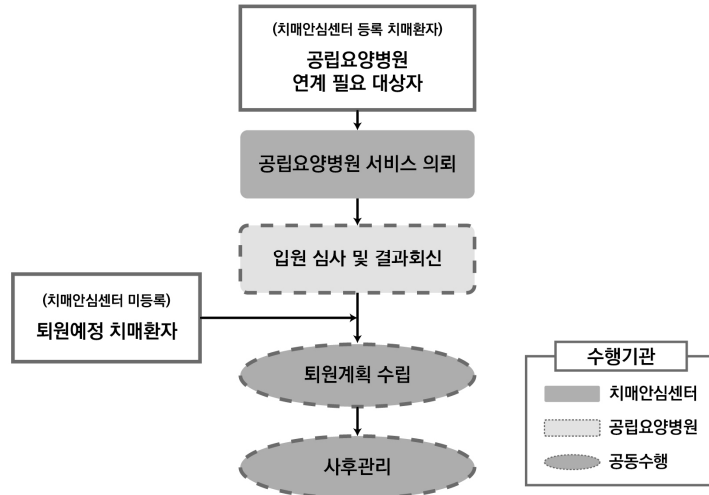 (치매안심센터 등록 치매환자)
공립요양병원
연계 필요 대상자
공립요양병원 서비스 의뢰
입원 심사 및 결과회신
(치매안심센터 미등록)
퇴원예정 치매환자
퇴원계획 수립
사후관리
수행기관
치매안심센터
공립요양병원
공동수행